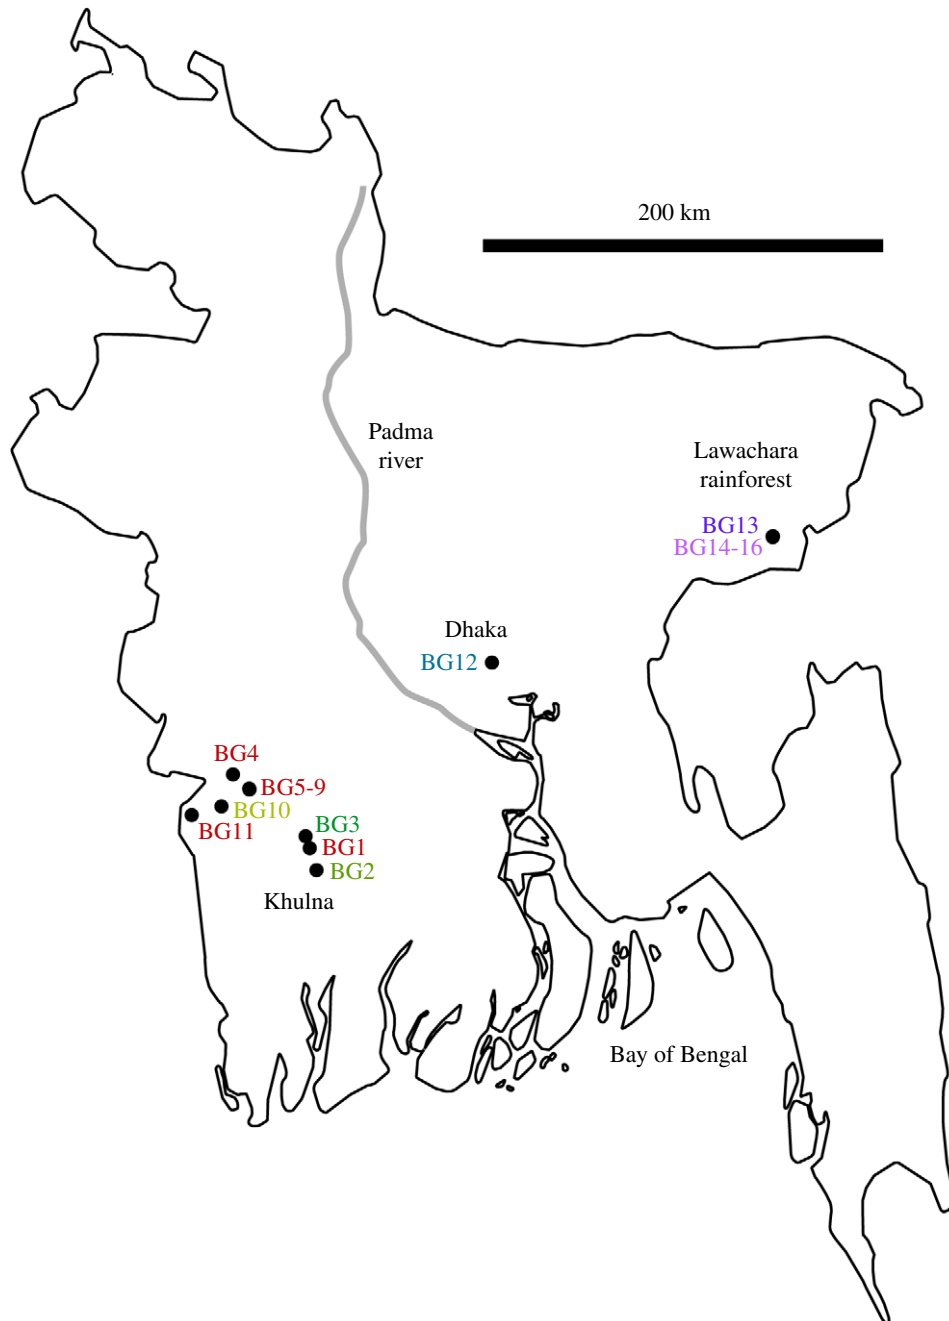 200 km
Padma
river
Lawachara
rainforest
BG13
BG14-16
Dhaka
BG12
BG4
BG5-9
BG10
BG11
BG3
BG1
BG2
Khulna
Bay of Bengal